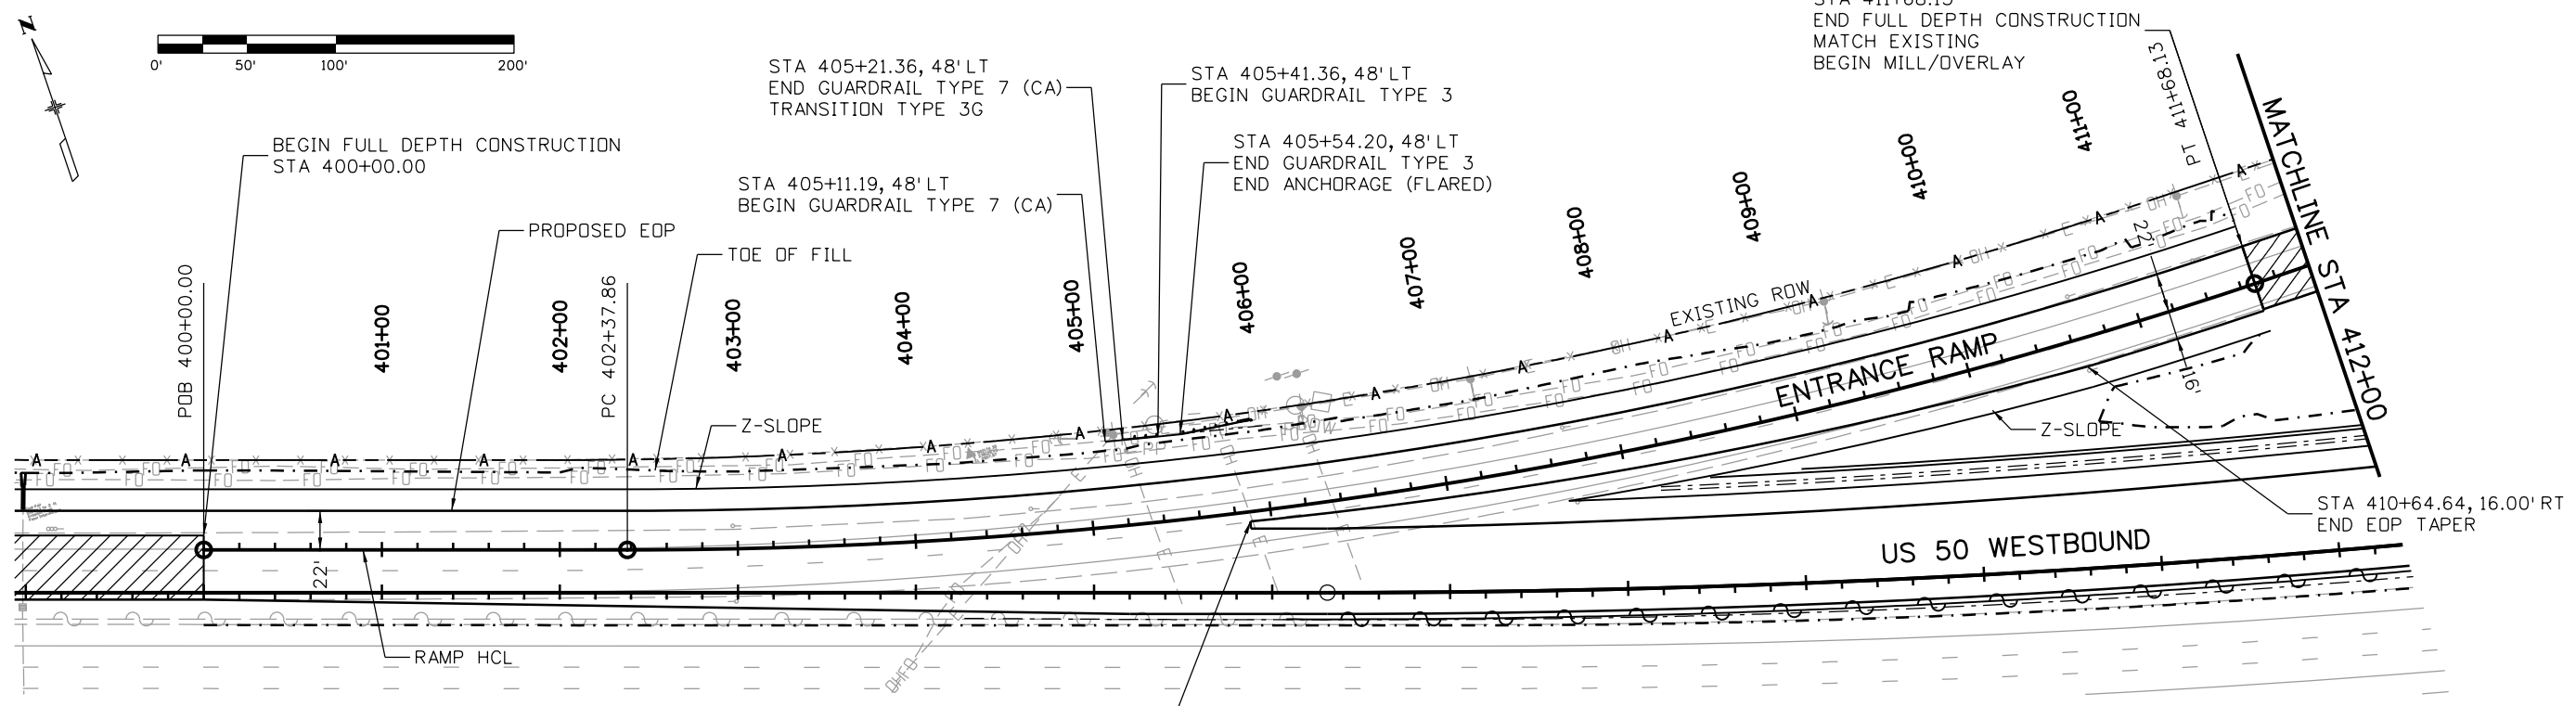 N
0' 50' 100' 200'
BEGIN FULL DEPTH CONSTRUCTION
STA 400+00.00
PROPOSED EOP
TOE OF FILL
STA 405+21.36, 48' LT
END GUARDRAIL TYPE 7 (CA)
TRANSITION TYPE 3G
STA 405+11.19, 48' LT
BEGIN GUARDRAIL TYPE 7 (CA)
STA 405+41.36, 48' LT
BEGIN GUARDRAIL TYPE 3
STA 405+54.20, 48' LT
END GUARDRAIL TYPE 3
END ANCHORAGE (FLARED)
STA 411+68.13
END FULL DEPTH CONSTRUCTION
MATCH EXISTING
BEGIN MILL/OVERLAY
PT 411+68.13
MATCHLINE STA 412+00
POB 400+00.00
401+00
402+00
PC 402+37.86
403+00
404+00
405+00
406+00
407+00
408+00
409+00
410+00
411+00
Z-SLOPE
EXISTING ROW
ENTRANCE RAMP
22'
16'
Z-SLOPE
STA 410+64.64, 16.00' RT
END EOP TAPER
US 50 WESTBOUND
22'
RAMP HCL